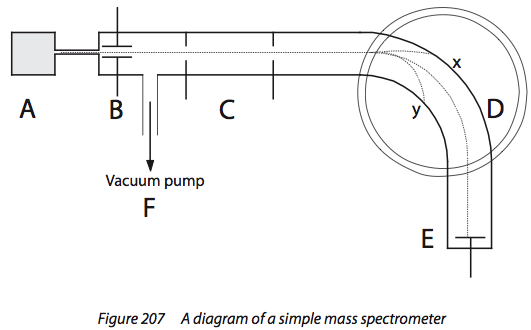 A
B
C
x
y
D
Vacuum pump
F
E
Figure 207 A diagram of a simple mass spectrometer